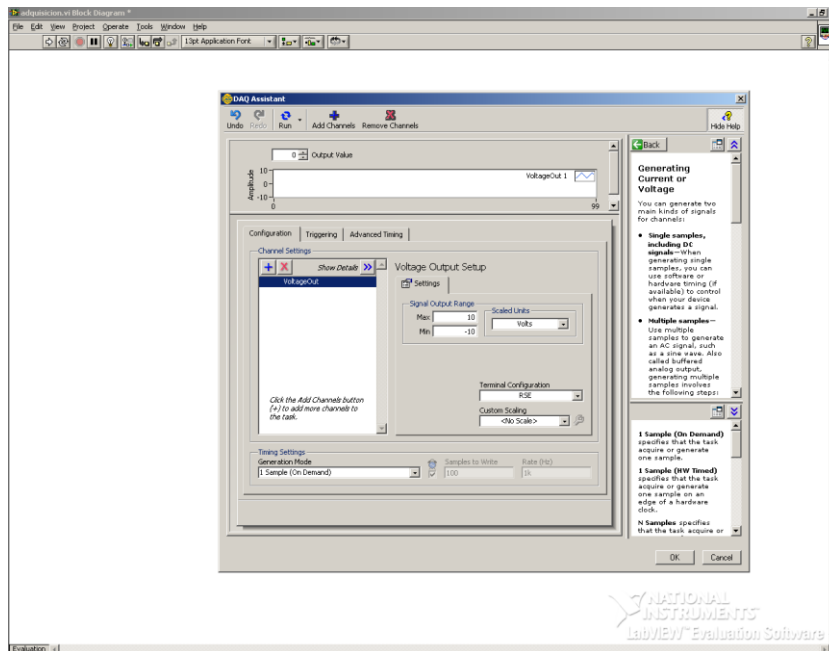 adquisicion.vi Block Diagram *
File Edit View Project Operate Tools Window Help
13pt Application Font
DAQ Assistant
Undo Redo Run Add Channels Remove Channels Hide Help
0 Output Value
Amplitude
10
0
-10
0 99
VoltageOut 1
Configuration Triggering Advanced Timing
Channel Settings
Show Details
VoltageOut
Click the Add Channels button
(+) to add more channels to
the task.
Voltage Output Setup
Settings
Signal Output Range
Max 10
Min -10
Scaled Units
Volts
Terminal Configuration
RSE
Custom Scaling
<No Scale>
Timing Settings
Generation Mode
1 Sample (On Demand)
Samples to Write
100
Rate (Hz)
1k
Back
Generating
Current or
Voltage
You can generate two
main kinds of signals
for channels:
• Single samples,
including DC
signals—When
generating single
samples, you can
use software or
hardware timing (if
available) to control
when your device
generates a signal.
• Multiple samples—
Use multiple
samples to generate
an AC signal, such
as a sine wave. Also
called buffered
analog output,
generating multiple
samples involves
the following steps:
1 Sample (On Demand)
specifies that the task
acquire or generate
one sample.
1 Sample (HW Timed)
specifies that the task
acquire or generate
one sample on an
edge of a hardware
clock.
N Samples specifies
that the task acquire or
OK Cancel
NATIONAL
INSTRUMENTS
LabVIEW™ Evaluation Software
Evaluation